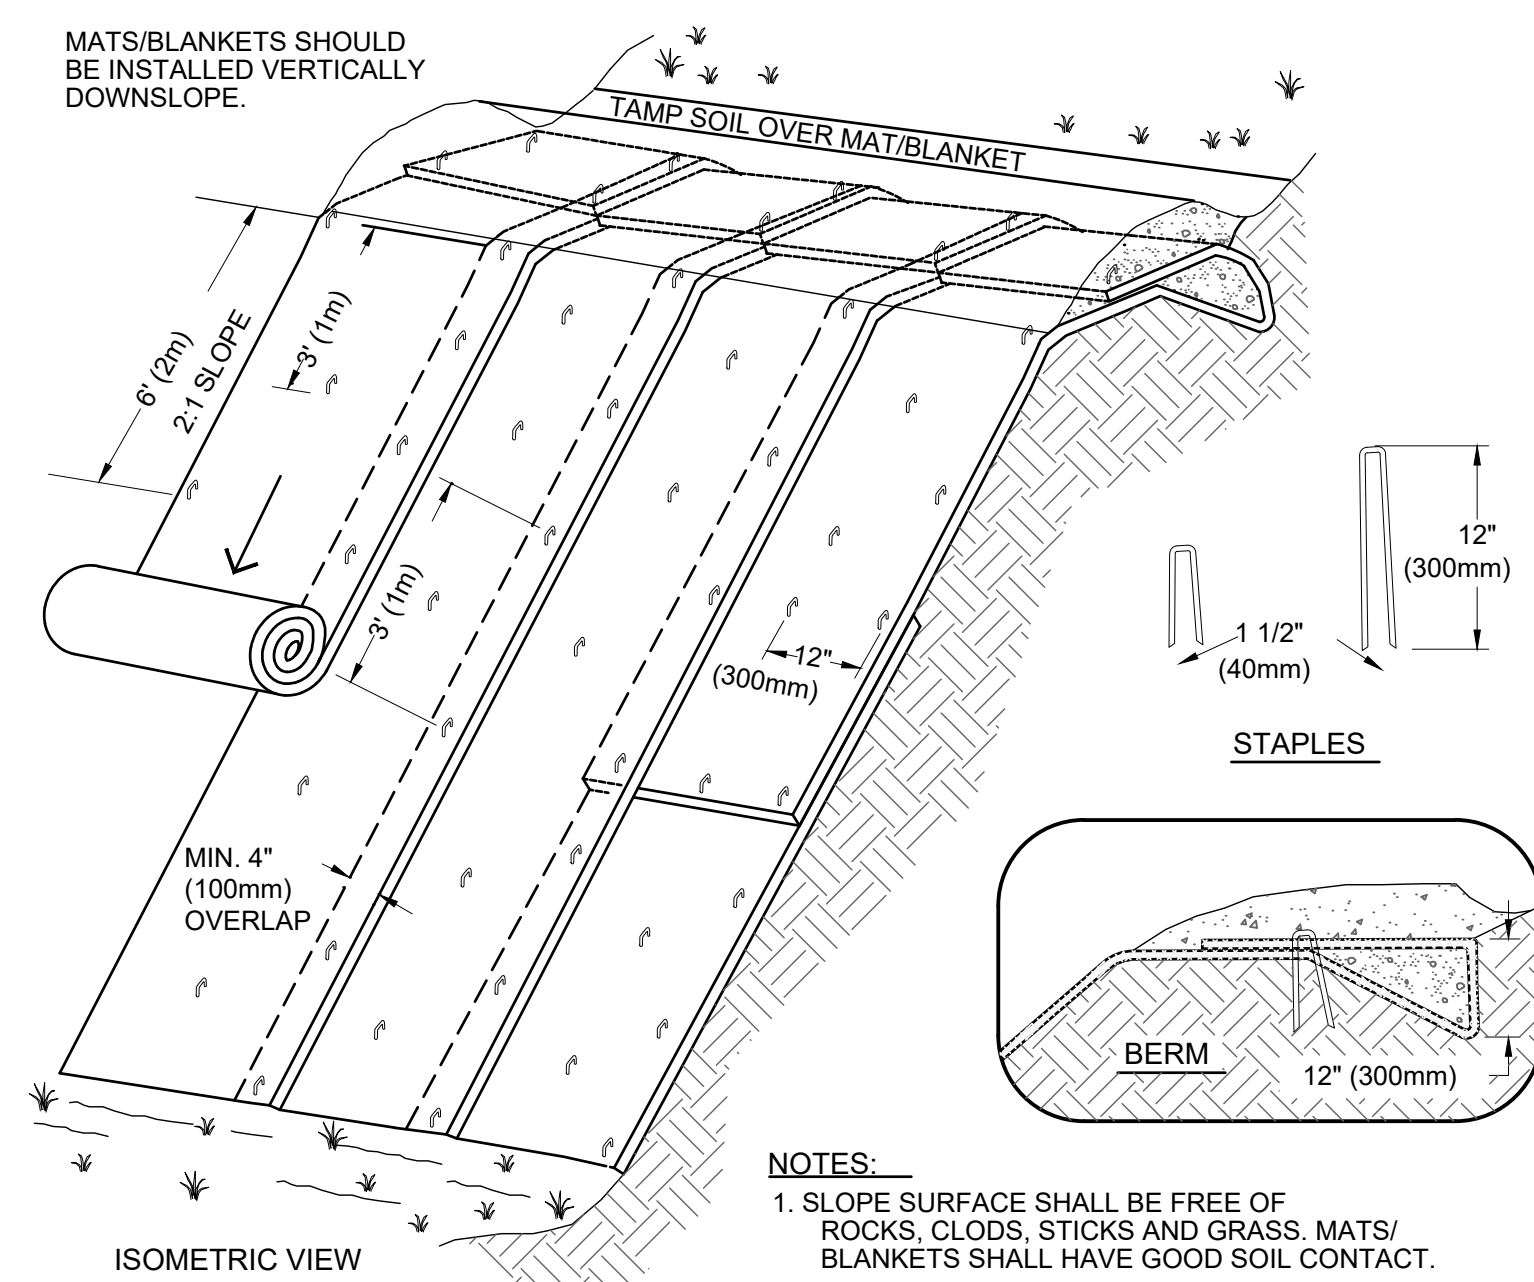 MATS/BLANKETS SHOULD
BE INSTALLED VERTICALLY
DOWNSLOPE.
TAMP SOIL OVER MAT/BLANKET
6' (2m)
2:1 SLOPE
3' (1m)
3' (1m)
12"
(300mm)
MIN. 4"
(100mm)
OVERLAP
12"
(300mm)
1 1/2"
(40mm)
STAPLES
BERM
12" (300mm)
ISOMETRIC VIEW
NOTES:
1. SLOPE SURFACE SHALL BE FREE OF
ROCKS, CLODS, STICKS AND GRASS. MATS/
BLANKETS SHALL HAVE GOOD SOIL CONTACT.